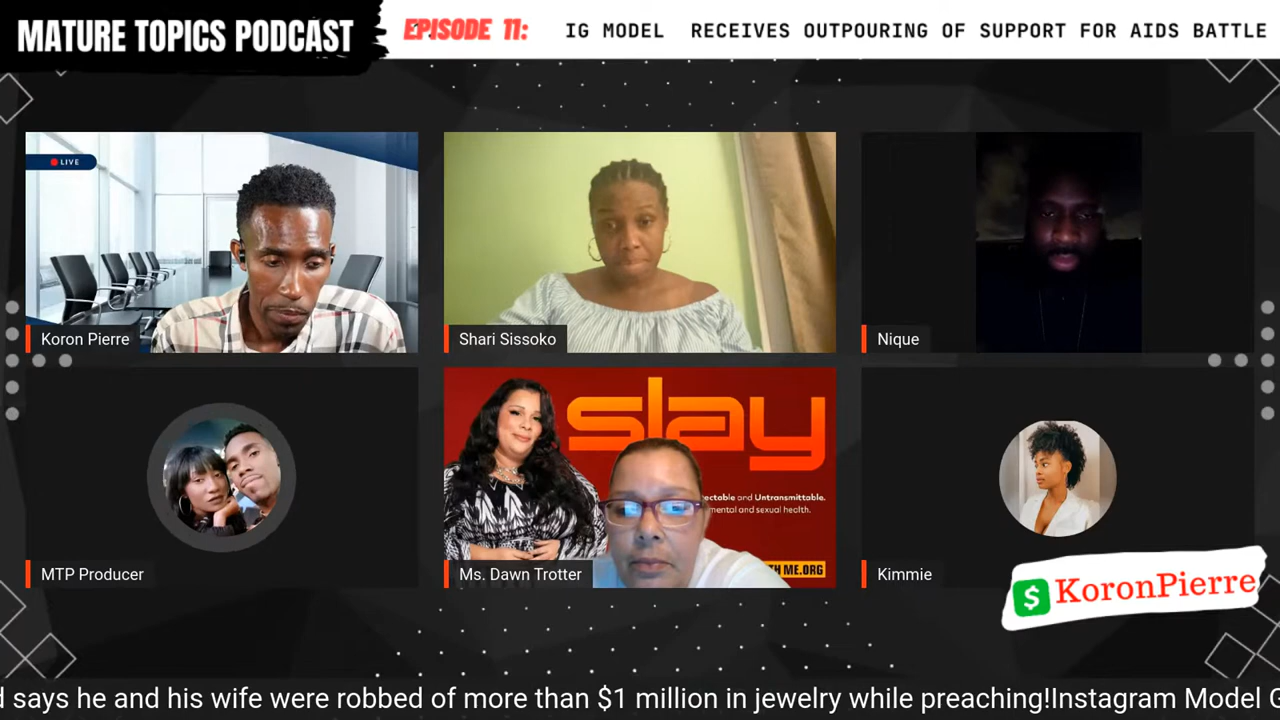 MATURE TOPICS PODCAST
EPISODE 11:
IG MODEL RECEIVES OUTPOURING OF SUPPORT FOR AIDS BATTLE
LIVE
Koron Pierre
Shari Sissoko
Nique
slay
and Untransmittable.
mental and sexual health.
ME.ORG
MTP Producer
Ms. Dawn Trotter
Kimmie
$ KoronPierre
says he and his wife were robbed of more than $1 million in jewelry while preaching!Instagram Model